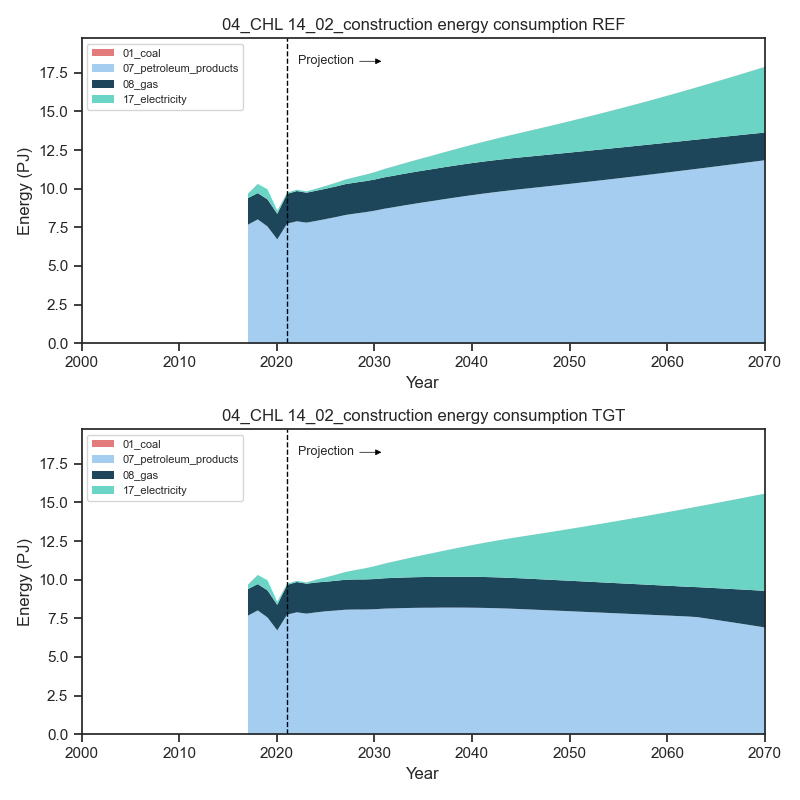 04_CHL 14_02_construction energy consumption REF
01_coal
07_petroleum_products
08_gas
17_electricity
Projection
Energy (PJ)
17.5
15.0
12.5
10.0
7.5
5.0
2.5
0.0
2000 2010 2020 2030 2040 2050 2060 2070
Year
04_CHL 14_02_construction energy consumption TGT
01_coal
07_petroleum_products
08_gas
17_electricity
Projection
Energy (PJ)
17.5
15.0
12.5
10.0
7.5
5.0
2.5
0.0
2000 2010 2020 2030 2040 2050 2060 2070
Year